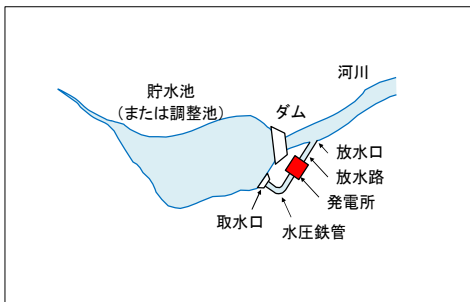 河川
貯水池
（または調整池）
ダム
放水口
放水路
発電所
取水口
水圧鉄管